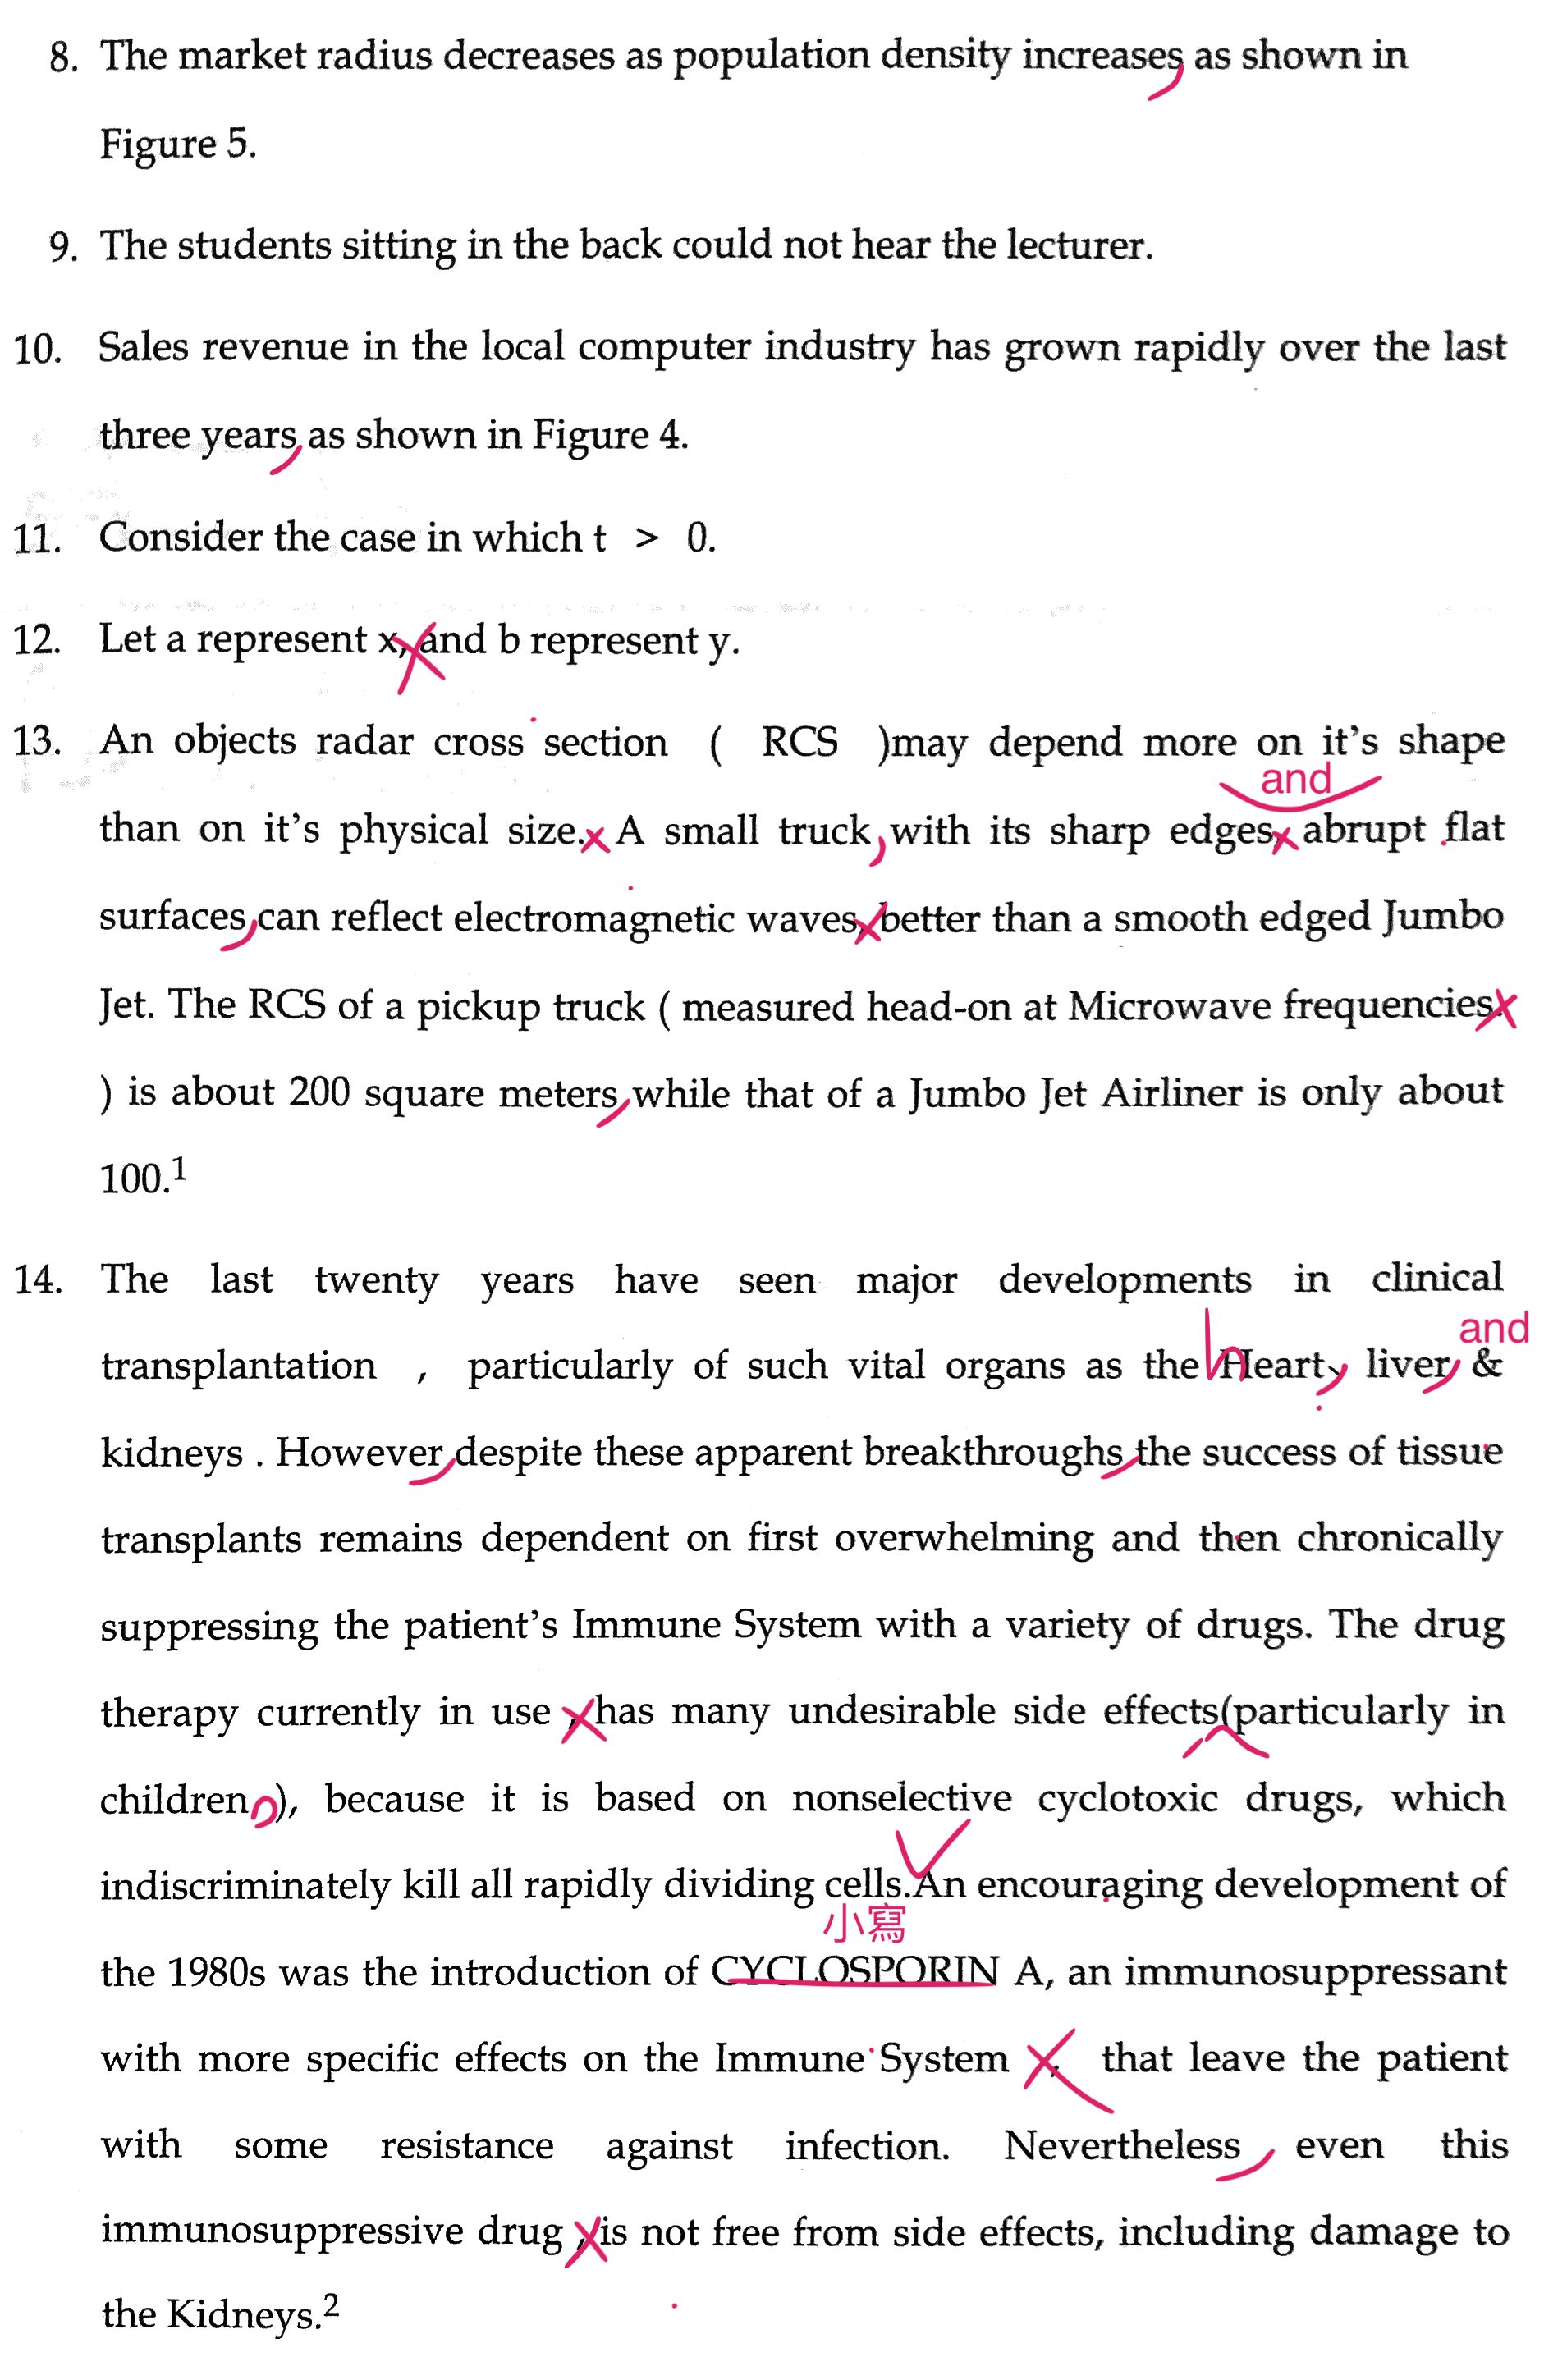 8. The market radius decreases as population density increases, as shown in
Figure 5.
9. The students sitting in the back could not hear the lecturer.
10. Sales revenue in the local computer industry has grown rapidly over the last
three years, as shown in Figure 4.
11. Consider the case in which t > 0.
12. Let a represent x, and b represent y.
13. An objects radar cross section ( RCS )may depend more on it's shape
and
than on it's physical size. A small truck, with its sharp edges, abrupt flat
surfaces, can reflect electromagnetic waves, better than a smooth edged Jumbo
Jet. The RCS of a pickup truck ( measured head-on at Microwave frequencies.
) is about 200 square meters, while that of a Jumbo Jet Airliner is only about
100.1
14. The last twenty years have seen major developments in clinical
and
transplantation , particularly of such vital organs as the h Heart, liver, &
kidneys . However, despite these apparent breakthroughs, the success of tissue
transplants remains dependent on first overwhelming and then chronically
suppressing the patient's Immune System with a variety of drugs. The drug
therapy currently in use , has many undesirable side effects(particularly in
children,), because it is based on nonselective cyclotoxic drugs, which
indiscriminately kill all rapidly dividing cells.An encouraging development of
小寫
the 1980s was the introduction of CYCLOSPORIN A, an immunosuppressant
with more specific effects on the Immune System ; that leave the patient
with some resistance against infection. Nevertheless, even this
immunosuppressive drug , is not free from side effects, including damage to
the Kidneys.2